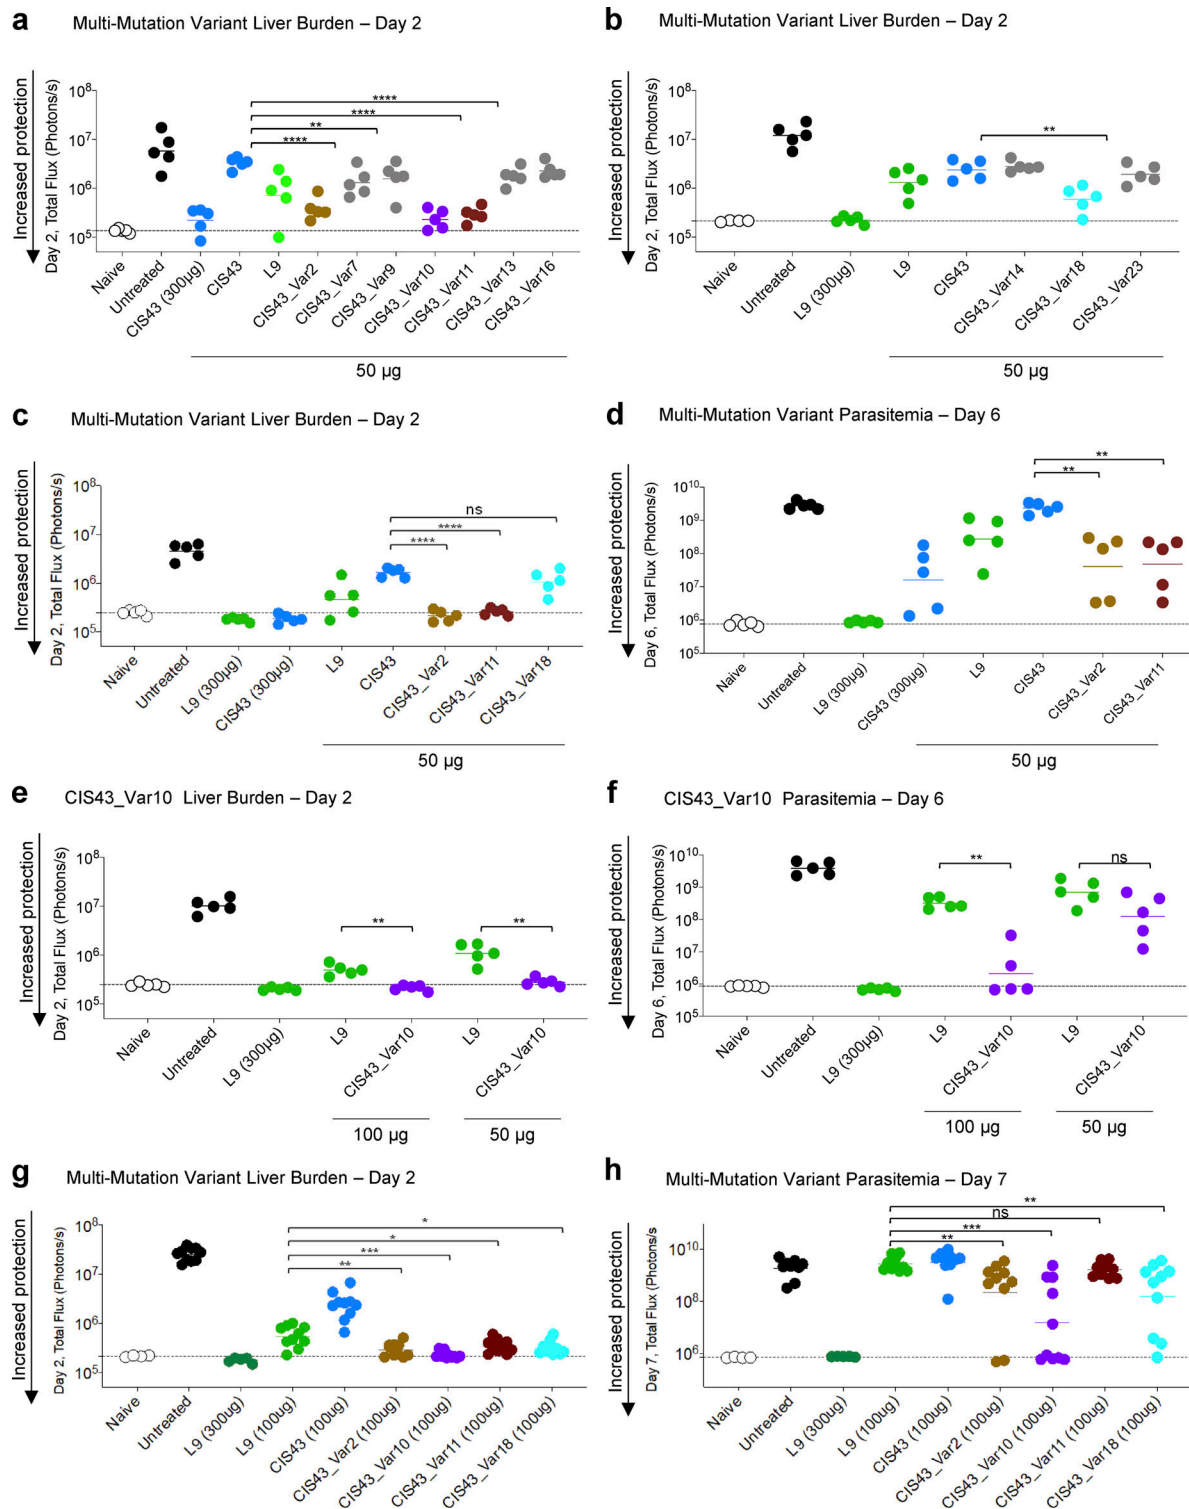 a Multi-Mutation Variant Liver Burden – Day 2
Increased protection
Day 2, Total Flux (Photons/s)
10⁸
10⁷
10⁶
10⁵
****
****
**
****
Naive
Untreated
CIS43 (300µg)
CIS43
L9
CIS43_Var2
CIS43_Var7
CIS43_Var9
CIS43_Var10
CIS43_Var11
CIS43_Var13
CIS43_Var16
50 µg
b Multi-Mutation Variant Liver Burden – Day 2
Increased protection
Day 2, Total Flux (Photons/s)
10⁸
10⁷
10⁶
10⁵
**
Naive
Untreated
L9 (300µg)
L9
CIS43
CIS43_Var14
CIS43_Var18
CIS43_Var23
50 µg
c Multi-Mutation Variant Liver Burden – Day 2
Increased protection
Day 2, Total Flux (Photons/s)
10⁸
10⁷
10⁶
10⁵
ns
****
****
Naive
Untreated
L9 (300µg)
CIS43 (300µg)
L9
CIS43
CIS43_Var2
CIS43_Var11
CIS43_Var18
50 µg
d Multi-Mutation Variant Parasitemia – Day 6
Increased protection
Day 6, Total Flux (Photons/s)
10¹⁰
10⁹
10⁸
10⁷
10⁶
10⁵
**
**
Naive
Untreated
L9 (300µg)
CIS43 (300µg)
L9
CIS43
CIS43_Var2
CIS43_Var11
50 µg
e CIS43_Var10 Liver Burden – Day 2
Increased protection
Day 2, Total Flux (Photons/s)
10⁸
10⁷
10⁶
10⁵
**
**
Naive
Untreated
L9 (300µg)
L9
CIS43_Var10
L9
CIS43_Var10
100 µg
50 µg
f CIS43_Var10 Parasitemia – Day 6
Increased protection
Day 6, Total Flux (Photons/s)
10¹⁰
10⁹
10⁸
10⁷
10⁶
10⁵
**
ns
Naive
Untreated
L9 (300µg)
L9
CIS43_Var10
L9
CIS43_Var10
100 µg
50 µg
g Multi-Mutation Variant Liver Burden – Day 2
Increased protection
Day 2, Total Flux (Photons/s)
10⁸
10⁷
10⁶
10⁵
*
*
***
**
Naive
Untreated
L9 (300ug)
L9 (100ug)
CIS43 (100ug)
CIS43_Var2 (100ug)
CIS43_Var10 (100ug)
CIS43_Var11 (100ug)
CIS43_Var18 (100ug)
h Multi-Mutation Variant Parasitemia – Day 7
Increased protection
Day 7, Total Flux (Photons/s)
10¹⁰
10⁸
10⁶
**
ns
***
**
Naive
Untreated
L9 (300ug)
L9 (100ug)
CIS43 (100ug)
CIS43_Var2 (100ug)
CIS43_Var10 (100ug)
CIS43_Var11 (100ug)
CIS43_Var18 (100ug)